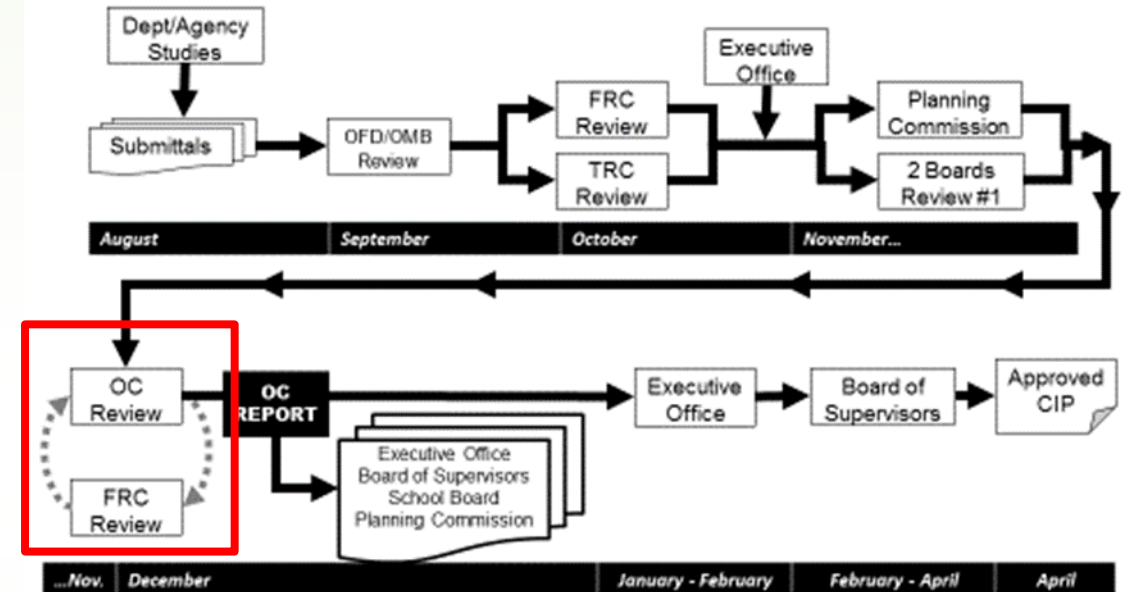 Dept/Agency
Studies
Executive
Office
Submittals
OFD/OMB
Review
FRC
Review
TRC
Review
Planning
Commission
2 Boards
Review #1
August
September
October
November...
OC
Review
FRC
Review
OC
REPORT
Executive Office
Board of Supervisors
School Board
Planning Commission
Executive
Office
Board of
Supervisors
Approved
CIP
...Nov.
December
January - February
February - April
April